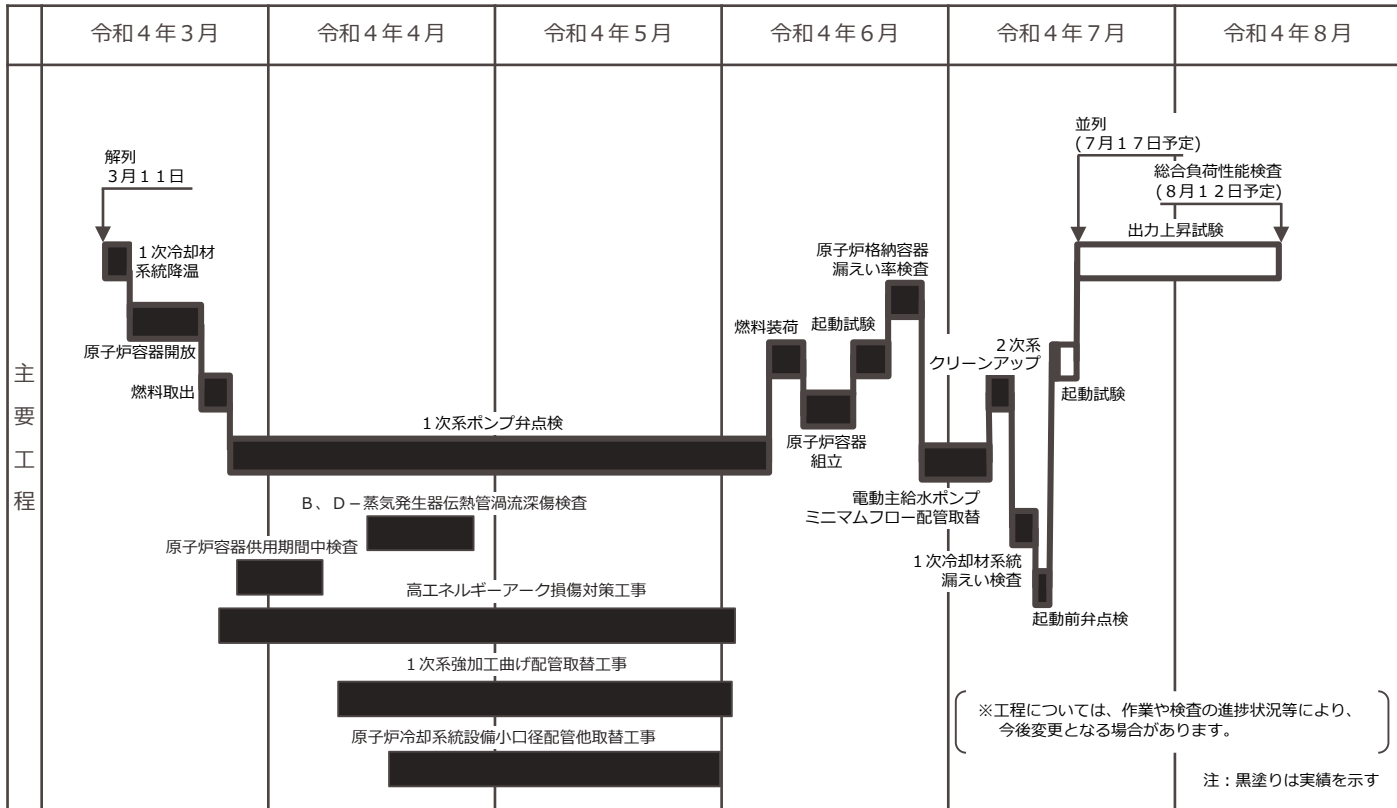 令和４年３月
令和４年４月
令和４年５月
令和４年６月
令和４年７月
令和４年８月
主要工程
解列
３月１１日
１次冷却材
系統降温
原子炉容器開放
燃料取出
１次系ポンプ弁点検
B、D－蒸気発生器伝熱管渦流深傷検査
原子炉容器供用期間中検査
高エネルギーアーク損傷対策工事
１次系強加工曲げ配管取替工事
原子炉冷却系統設備小口径配管他取替工事
燃料装荷
原子炉容器
組立
起動試験
原子炉格納容器
漏えい率検査
電動主給水ポンプ
ミニマムフロー配管取替
２次系
クリーンアップ
１次冷却材系統
漏えい検査
起動前弁点検
起動試験
並列
(７月１７日予定)
総合負荷性能検査
(８月１２日予定)
出力上昇試験
※工程については、作業や検査の進捗状況等により、
今後変更となる場合があります。
注：黒塗りは実績を示す